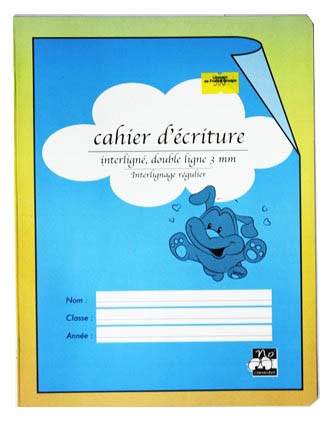 cahier d'écriture
interligné, double ligne 3 mm
Interlignage régulier
Nom :
Classe :
Année :